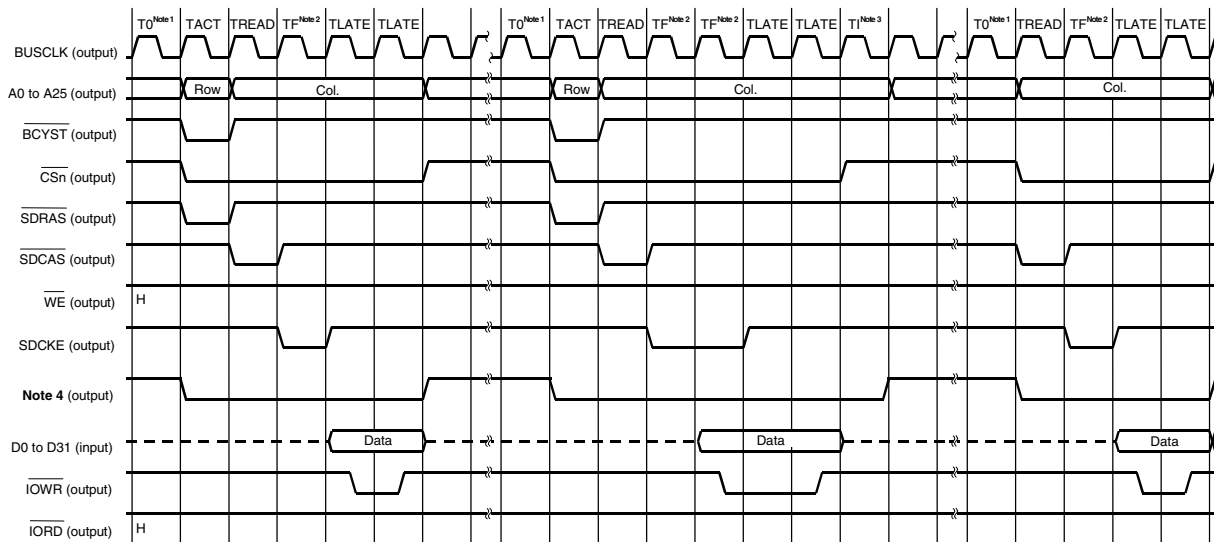 T0Note 1 TACT TREAD TFNote 2 TLATE TLATE T0Note 1 TACT TREAD TFNote 2 TFNote 2 TLATE TLATE TINote 3 T0Note 1 TREAD TFNote 2 TLATE TLATE
BUSCLK (output)
A0 to A25 (output) Row Col. Row Col. Col.
BCYST (output)
CSn (output)
SDRAS (output)
SDCAS (output)
WE (output) H
SDCKE (output)
Note 4 (output)
D0 to D31 (input) Data Data Data
IOWR (output)
IORD (output) H